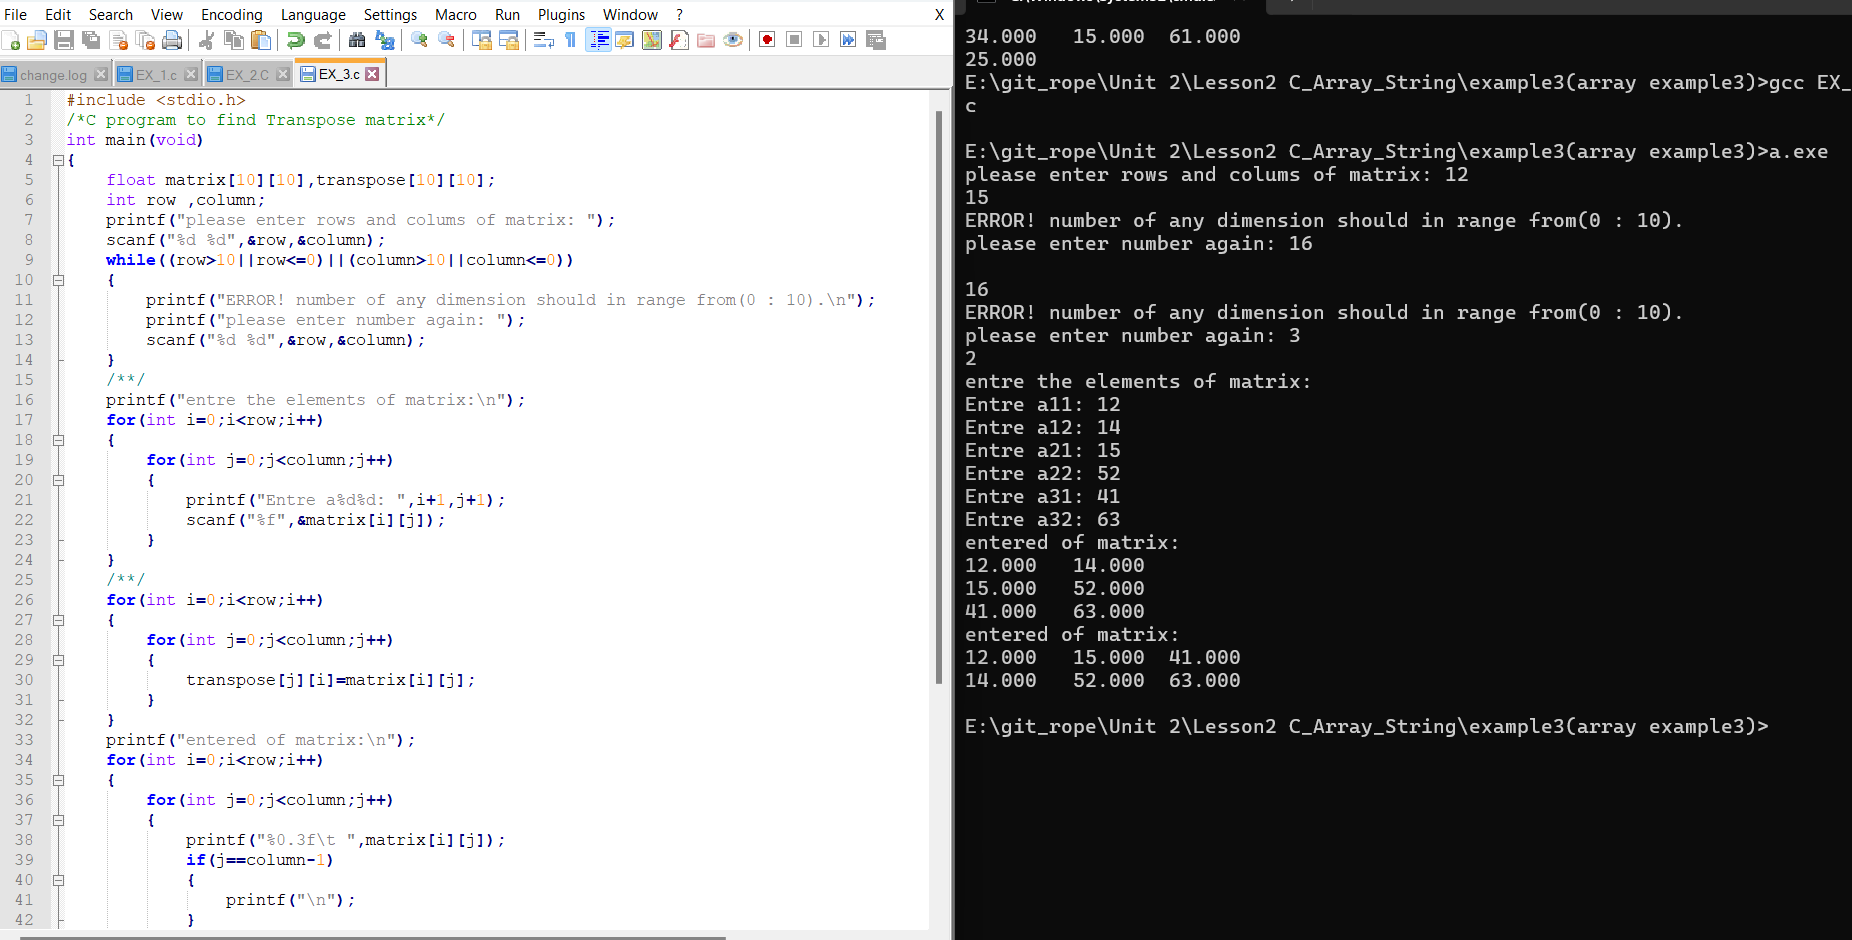 File Edit Search View Encoding Language Settings Macro Run Plugins Window ? X
change.log EX_1.c EX_2.C EX_3.c
1 #include <stdio.h>
2 /*C program to find Transpose matrix*/
3 int main(void)
4 {
5 float matrix[10][10],transpose[10][10];
6 int row ,column;
7 printf("please enter rows and colums of matrix: ");
8 scanf("%d %d",&row,&column);
9 while((row>10||row<=0)||(column>10||column<=0))
10 {
11 printf("ERROR! number of any dimension should in range from(0 : 10).\n");
12 printf("please enter number again: ");
13 scanf("%d %d",&row,&column);
14 }
15 /**/
16 printf("entre the elements of matrix:\n");
17 for(int i=0;i<row;i++)
18 {
19 for(int j=0;j<column;j++)
20 {
21 printf("Entre a%d%d: ",i+1,j+1);
22 scanf("%f",&matrix[i][j]);
23 }
24 }
25 /**/
26 for(int i=0;i<row;i++)
27 {
28 for(int j=0;j<column;j++)
29 {
30 transpose[j][i]=matrix[i][j];
31 }
32 }
33 printf("entered of matrix:\n");
34 for(int i=0;i<row;i++)
35 {
36 for(int j=0;j<column;j++)
37 {
38 printf("%0.3f\t ",matrix[i][j]);
39 if(j==column-1)
40 {
41 printf("\n");
42 }
34.000 15.000 61.000
25.000
E:\git_rope\Unit 2\Lesson2 C_Array_String\example3(array example3)>gcc EX_
c
E:\git_rope\Unit 2\Lesson2 C_Array_String\example3(array example3)>a.exe
please enter rows and colums of matrix: 12
15
ERROR! number of any dimension should in range from(0 : 10).
please enter number again: 16
16
ERROR! number of any dimension should in range from(0 : 10).
please enter number again: 3
2
entre the elements of matrix:
Entre a11: 12
Entre a12: 14
Entre a21: 15
Entre a22: 52
Entre a31: 41
Entre a32: 63
entered of matrix:
12.000 14.000
15.000 52.000
41.000 63.000
entered of matrix:
12.000 15.000 41.000
14.000 52.000 63.000
E:\git_rope\Unit 2\Lesson2 C_Array_String\example3(array example3)>